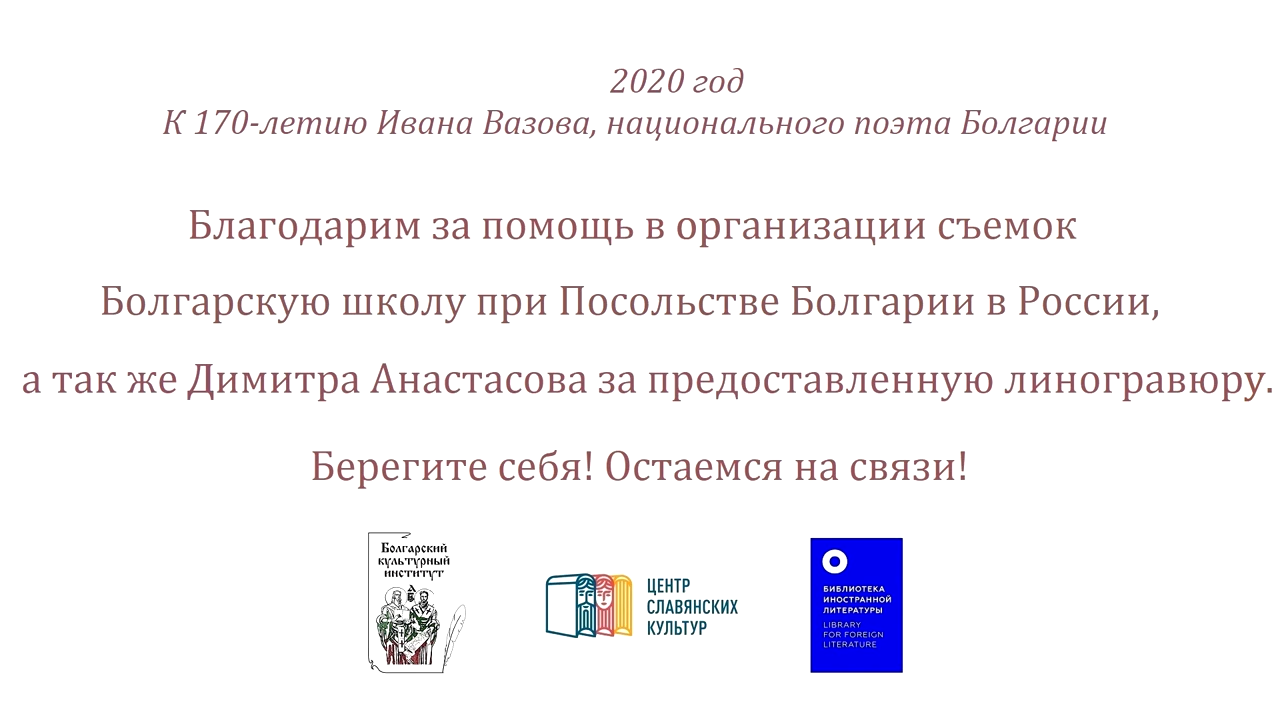 2020 год
К 170-летию Ивана Вазова, национального поэта Болгарии
Благодарим за помощь в организации съемок
Болгарскую школу при Посольстве Болгарии в России,
а так же Димитра Анастасова за предоставленную линогравюру.
Берегите себя! Остаемся на связи!
Болгарский
культурный
институт
ЦЕНТР
СЛАВЯНСКИХ
КУЛЬТУР
БИБЛИОТЕКА
ИНОСТРАННОЙ
ЛИТЕРАТУРЫ
LIBRARY
FOR FOREIGN
LITERATURE